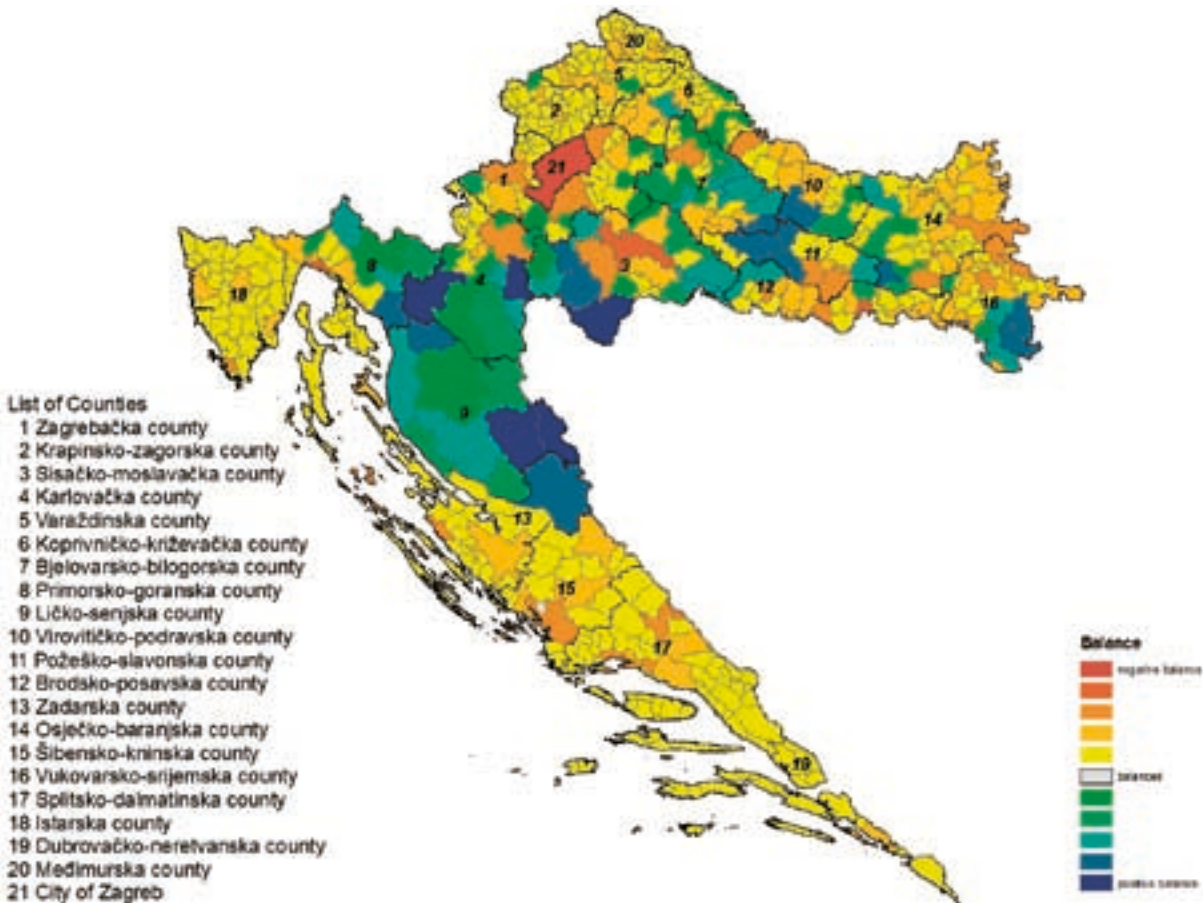 List of Counties
1 Zagrebačka county
2 Krapinsko-zagorska county
3 Sisačko-moslavačka county
4 Karlovačka county
5 Varaždinska county
6 Koprivničko-križevačka county
7 Bjelovarsko-bilogorska county
8 Primorsko-goranska county
9 Ličko-senjska county
10 Virovitičko-podravska county
11 Požeško-slavonska county
12 Brodsko-posavska county
13 Zadarska county
14 Osječko-baranjska county
15 Šibensko-kninska county
16 Vukovarsko-srijemska county
17 Splitsko-dalmatinska county
18 Istarska county
19 Dubrovačko-neretvanska county
20 Međimurska county
21 City of Zagreb
20
5
6
2
21
1
7
10
14
8
4
3
11
12
16
18
9
13
15
17
19
Balance
negative balance
balanced
positive balance